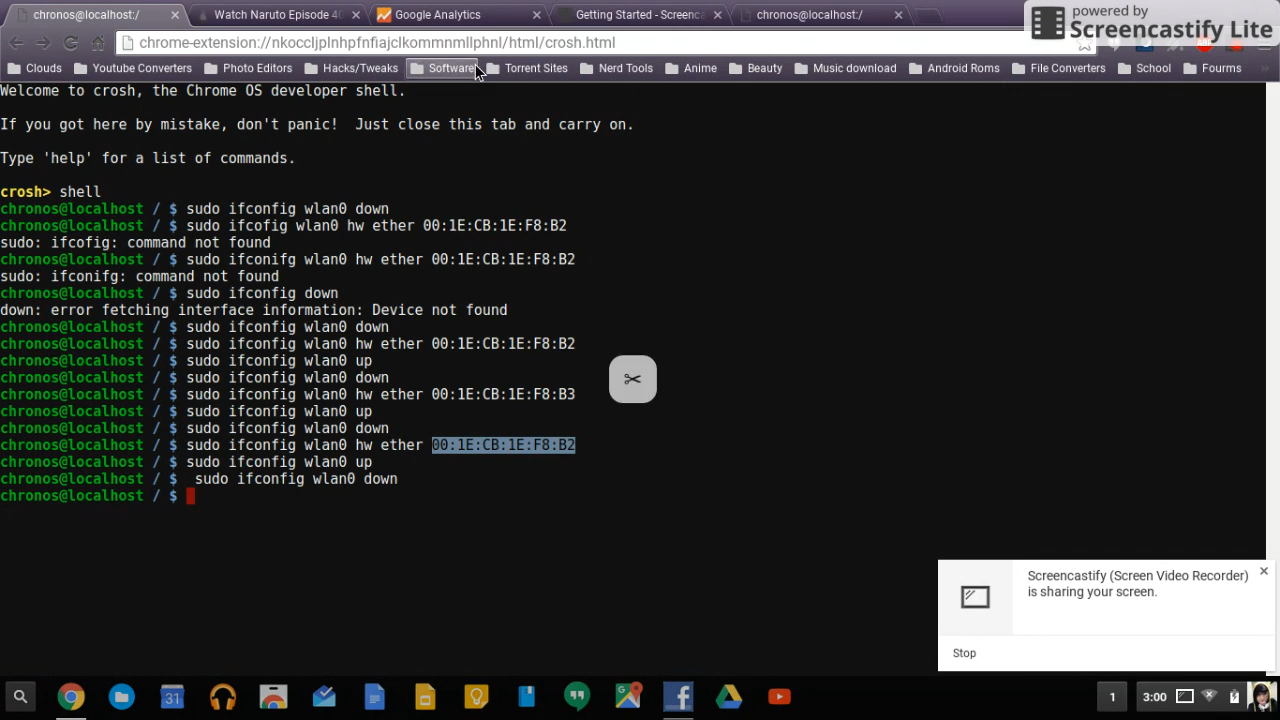 chronos@localhost:/
Watch Naruto Episode 40
Google Analytics
Getting Started - Screenca
chronos@localhost:/
powered by
Screencastify Lite
chrome-extension://nkoccljplnhpfnfiajclkommnmllphnl/html/crosh.html
Clouds
Youtube Converters
Photo Editors
Hacks/Tweaks
Software
Torrent Sites
Nerd Tools
Anime
Beauty
Music download
Android Roms
File Converters
School
Fourms
Welcome to crosh, the Chrome OS developer shell.
If you got here by mistake, don't panic!  Just close this tab and carry on.
Type 'help' for a list of commands.
crosh> shell
chronos@localhost / $ sudo ifconfig wlan0 down
chronos@localhost / $ sudo ifcofig wlan0 hw ether 00:1E:CB:1E:F8:B2
sudo: ifcofig: command not found
chronos@localhost / $ sudo ifconifg wlan0 hw ether 00:1E:CB:1E:F8:B2
sudo: ifconifg: command not found
chronos@localhost / $ sudo ifconfig down
down: error fetching interface information: Device not found
chronos@localhost / $ sudo ifconfig wlan0 down
chronos@localhost / $ sudo ifconfig wlan0 hw ether 00:1E:CB:1E:F8:B2
chronos@localhost / $ sudo ifconfig wlan0 up
chronos@localhost / $ sudo ifconfig wlan0 down
chronos@localhost / $ sudo ifconfig wlan0 hw ether 00:1E:CB:1E:F8:B3
chronos@localhost / $ sudo ifconfig wlan0 up
chronos@localhost / $ sudo ifconfig wlan0 down
chronos@localhost / $ sudo ifconfig wlan0 hw ether 00:1E:CB:1E:F8:B2
chronos@localhost / $ sudo ifconfig wlan0 up
chronos@localhost / $  sudo ifconfig wlan0 down
chronos@localhost / $
Screencastify (Screen Video Recorder)
is sharing your screen.
Stop
31
1
3:00